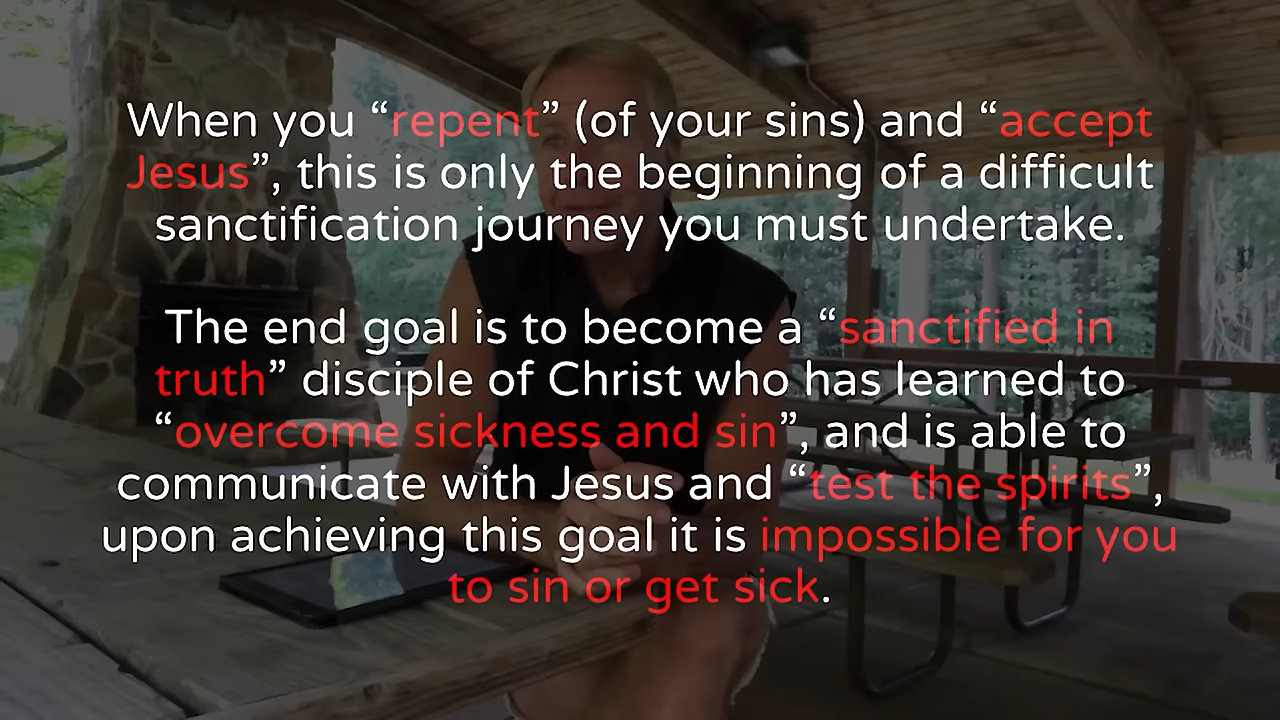 When you “repent” (of your sins) and “accept
Jesus”, this is only the beginning of a difficult
sanctification journey you must undertake.
The end goal is to become a “sanctified in
truth” disciple of Christ who has learned to
“overcome sickness and sin”, and is able to
communicate with Jesus and “test the spirits”,
upon achieving this goal it is impossible for you
to sin or get sick.